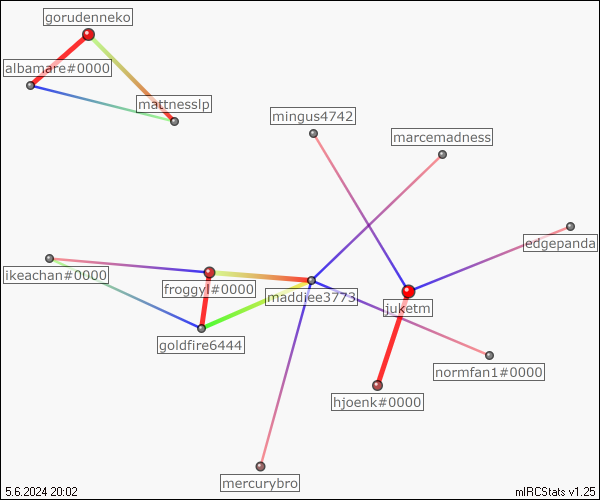 gorudenneko
albamare#0000
mattnesslp
mingus4742
marcemadness
edgepanda
ikeachan#0000
froggyl#0000
maddiee3773
juketm
goldfire6444
normfan1#0000
hjoenk#0000
mercurybro
5.6.2024 20:02
mIRCStats v1.25